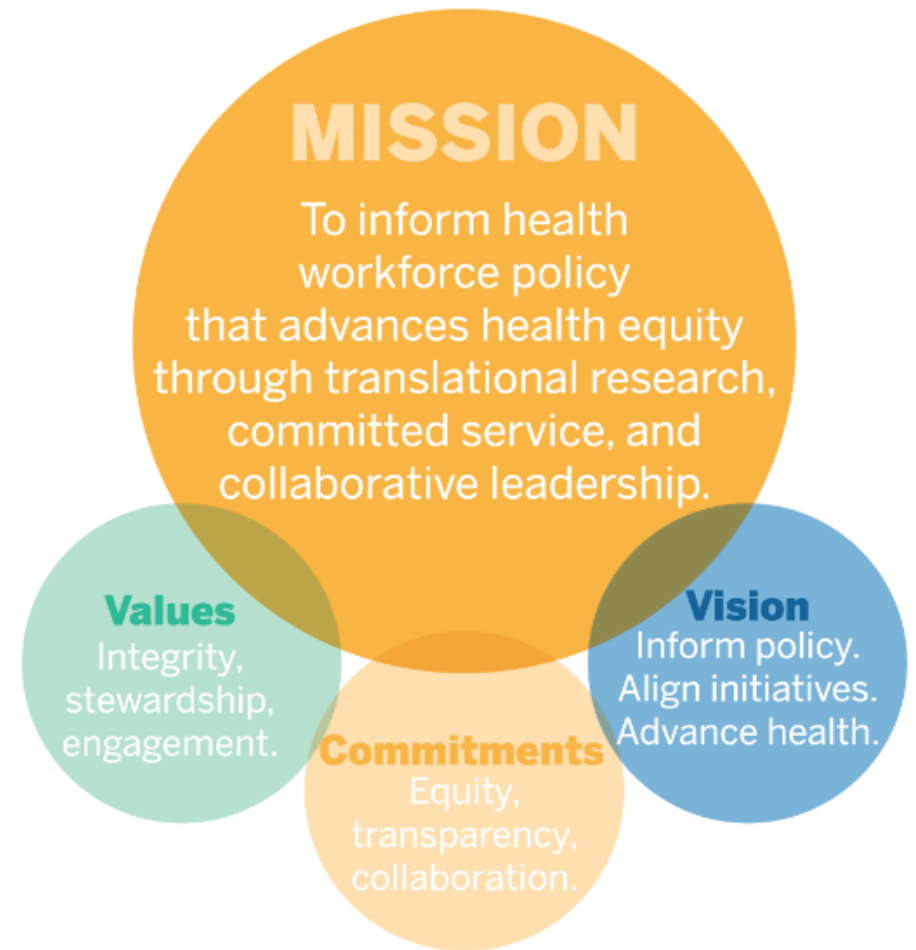 MISSION
To inform health
workforce policy
that advances health equity
through translational research,
committed service, and
collaborative leadership.
Values
Integrity,
stewardship,
engagement.
Commitments
Equity,
transparency,
collaboration.
Vision
Inform policy.
Align initiatives.
Advance health.